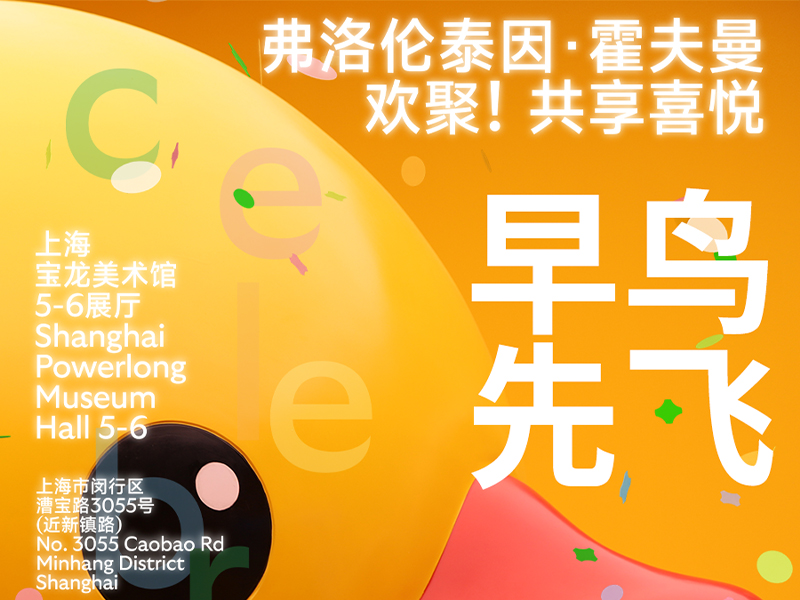 弗洛伦泰因·霍夫曼
欢聚！共享喜悦
早鸟
先飞
c
e
l
e
b
r
上海
宝龙美术馆
5-6展厅
Shanghai
Powerlong
Museum
Hall 5-6
上海市闵行区
漕宝路3055号
(近新镇路)
No. 3055 Caobao Rd
Minhang District
Shanghai